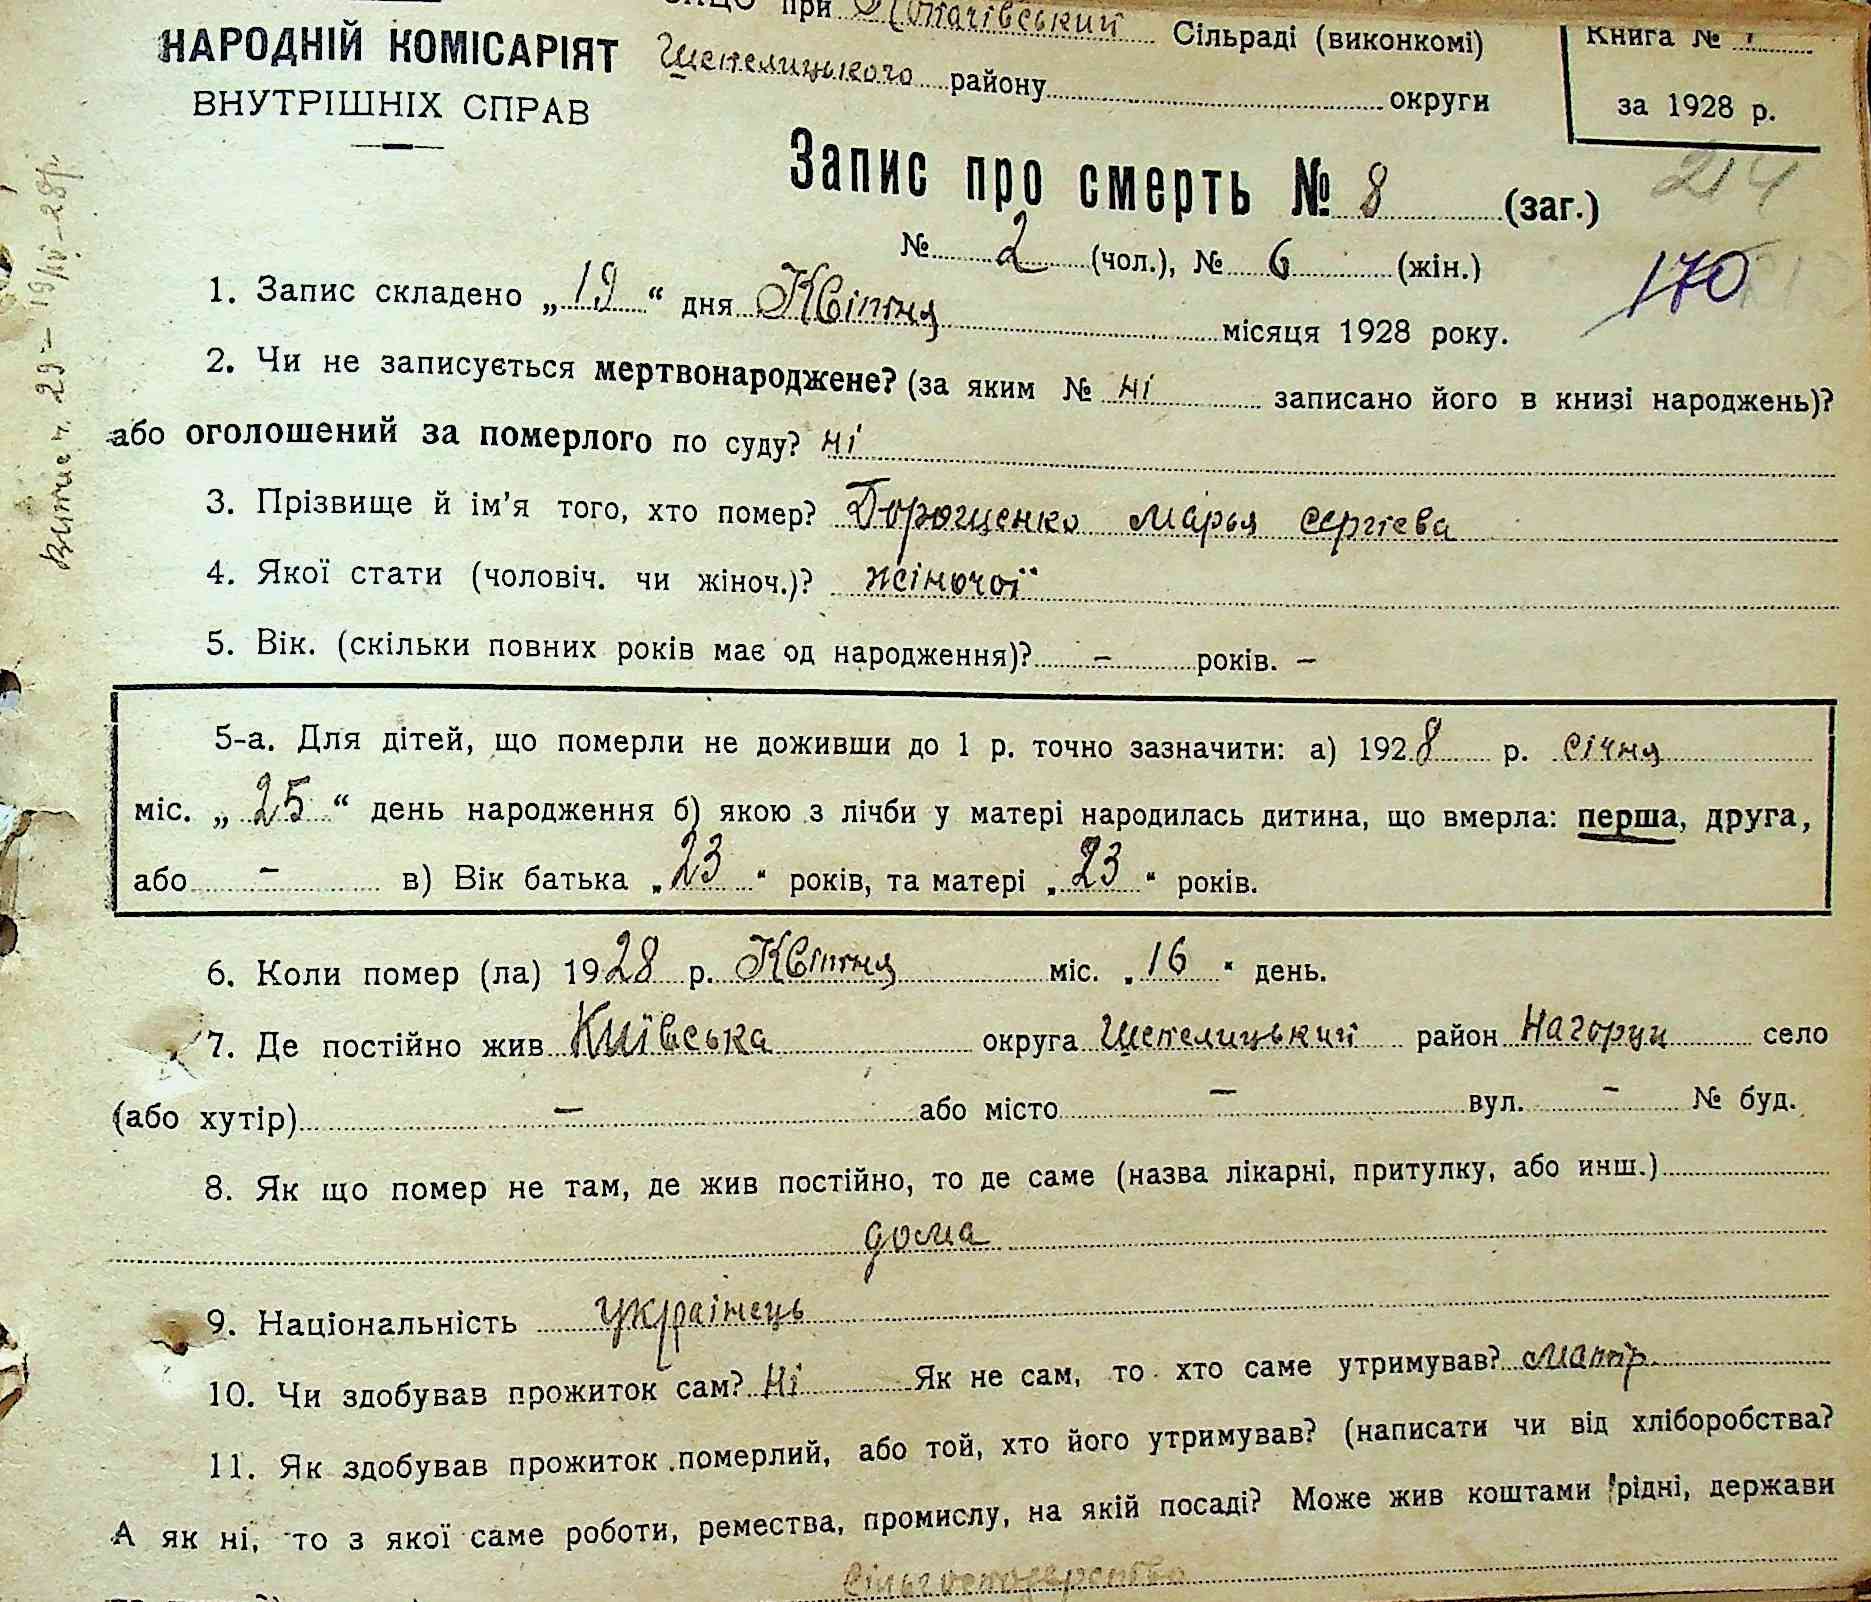 при Копачівський Сільраді (виконкомі)
Книга №
НАРОДНІЙ КОМІСАРІЯТ
Шепелицького району округи
ВНУТРІШНІХ СПРАВ
за 1928 р.
Запис про смерть № 8 (заг.)
214
№ 2 (чол.), № 6 (жін.)
170
1. Запис складено „19“ дня Квітня місяця 1928 року.
2. Чи не записується мертвонароджене? (за яким № ні записано його в книзі народжень)?
або оголошений за померлого по суду? ні
3. Прізвище й ім’я того, хто помер? Марья Сергієва
4. Якої стати (чоловіч. чи жіноч.)? жіночої
5. Вік. (скільки повних років має од народження)? – років. –
5-а. Для дітей, що померли не доживши до 1 р. точно зазначити: а) 1928 р. січня
міс. „25“ день народження б) якою з лічби у матері народилась дитина, що вмерла: перша, друга,
або – в) Вік батька „23“ років, та матері „23“ років.
6. Коли помер (ла) 1928 р. Квітня міс. „16“ день.
7. Де постійно жив Київська округа Шепелицький район Нагорци село
(або хутір) – або місто – вул. – № буд.
8. Як що помер не там, де жив постійно, то де саме (назва лікарні, притулку, або инш.)
дома
9. Національність українець
10. Чи здобував прожиток сам? Ні Як не сам, то хто саме утримував? матір
11. Як здобував прожиток померлий, або той, хто його утримував? (написати чи від хліборобства?
А як ні, то з якої саме роботи, ремества, промислу, на якій посаді? Може жив коштами рідні, держави
19/IV–28р